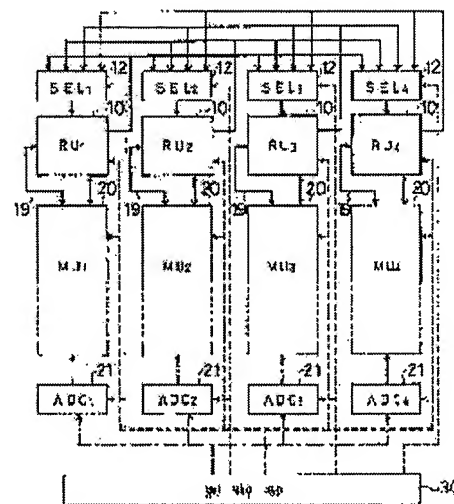 12 12 12 12
SEL1 SEL2 SEL3 SEL4
10 10 10 10
RU1 RU2 RU3 RU4
20 20 20 20
19 19 19 19
MU1 MU2 MU3 MU4
21 21 21 21
ADC1 ADC2 ADC3 ADC4
30